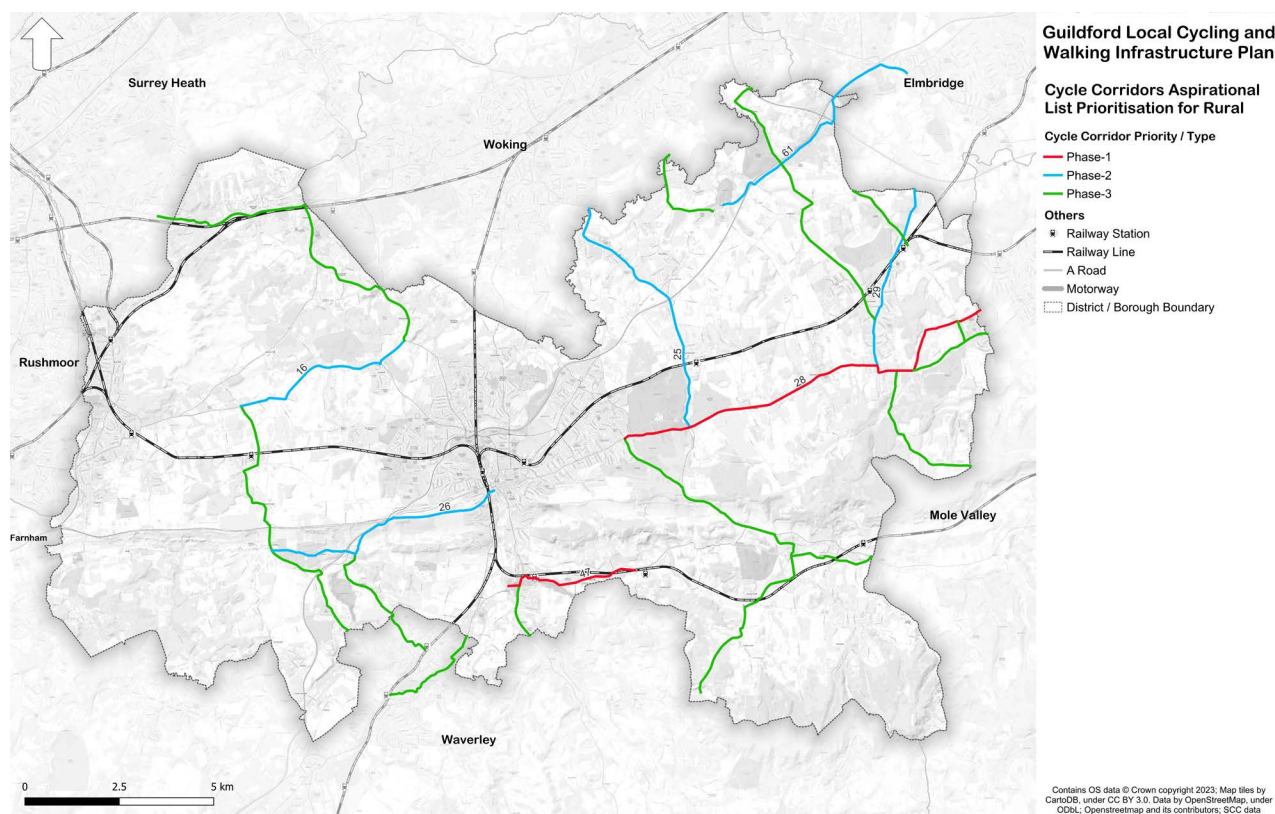 Guildford Local Cycling and
Walking Infrastructure Plan
Cycle Corridors Aspirational
List Prioritisation for Rural
Cycle Corridor Priority / Type
Phase-1
Phase-2
Phase-3
Others
Railway Station
Railway Line
A Road
Motorway
District / Borough Boundary
Surrey Heath
Elmbridge
Woking
61
29
Rushmoor
16
25
28
26
Mole Valley
Farnham
47
Waverley
0 2.5 5 km
Contains OS data © Crown copyright 2023; Map tiles by
CartoDB, under CC BY 3.0. Data by OpenStreetMap, under
ODbL; Openstreetmap and its contributors; SCC data